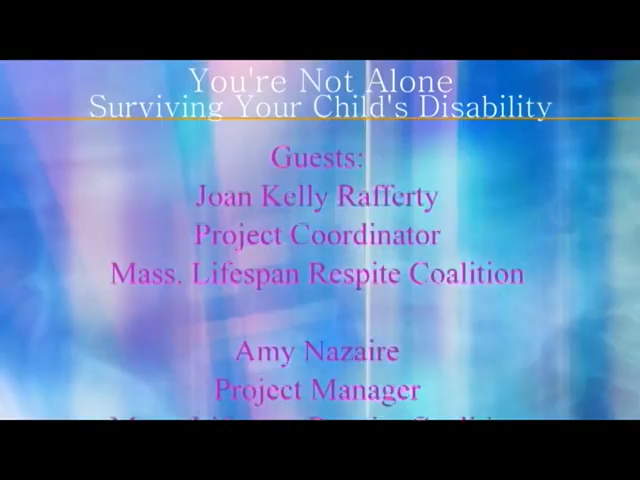 You're Not Alone
Surviving Your Child's Disability
Guests:
Joan Kelly Rafferty
Project Coordinator
Mass. Lifespan Respite Coalition
Amy Nazaire
Project Manager